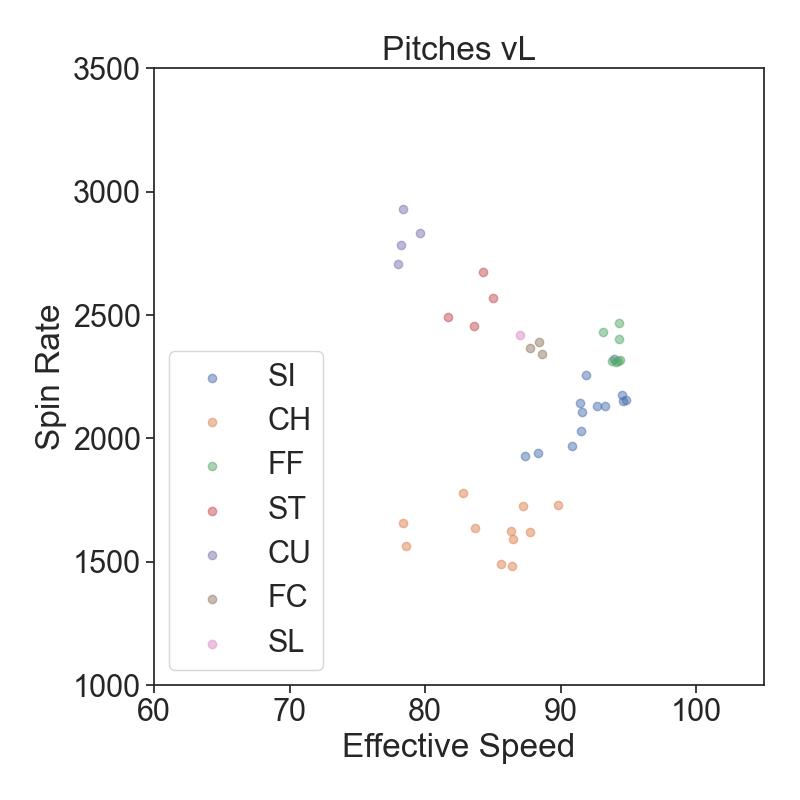 Pitches vL
3500
3000
2500
2000
1500
1000
Spin Rate
SI
CH
FF
ST
CU
FC
SL
60 70 80 90 100
Effective Speed